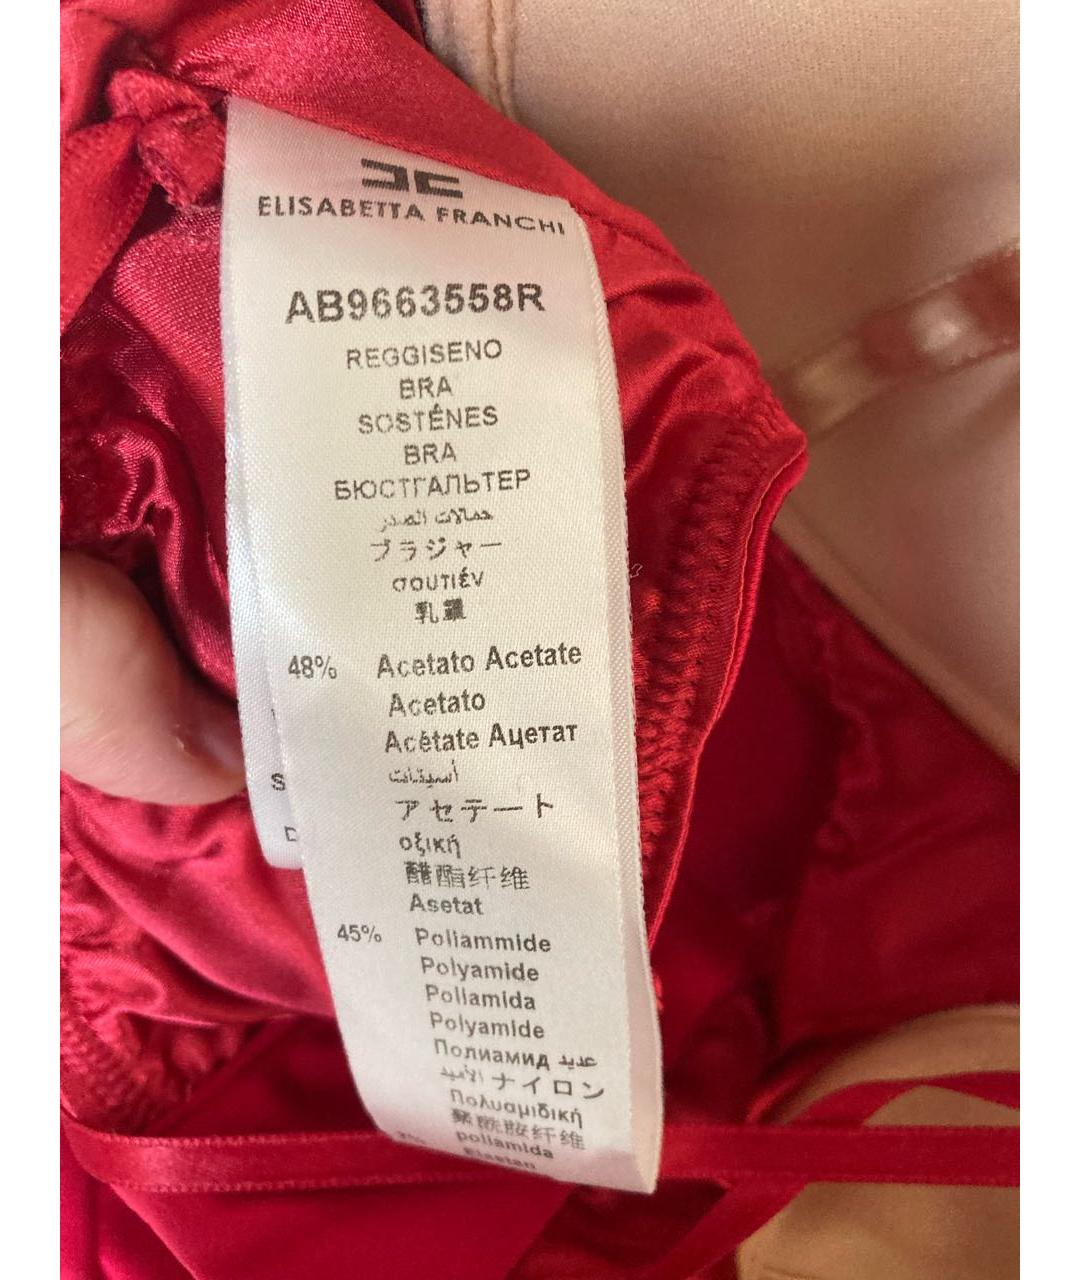 ELISABETTA FRANCHI
AB9663558R
REGGISENO
BRA
SOSTÉNES
BRA
БЮСТГАЛЬТЕР
حمالات الصدر
ブラジャー
σουτιέν
乳罩
48% Acetato Acetate
Acetato
Acétate Ацетат
أسيتات
アセテート
οξική
醋酯纤维
Asetat
45% Poliammide
Polyamide
Poliamida
Polyamide
Полиамид عديد
الأميد ナイロン
Πολυαμιδική
聚酰胺纤维
poliamida
Elastan
S
D